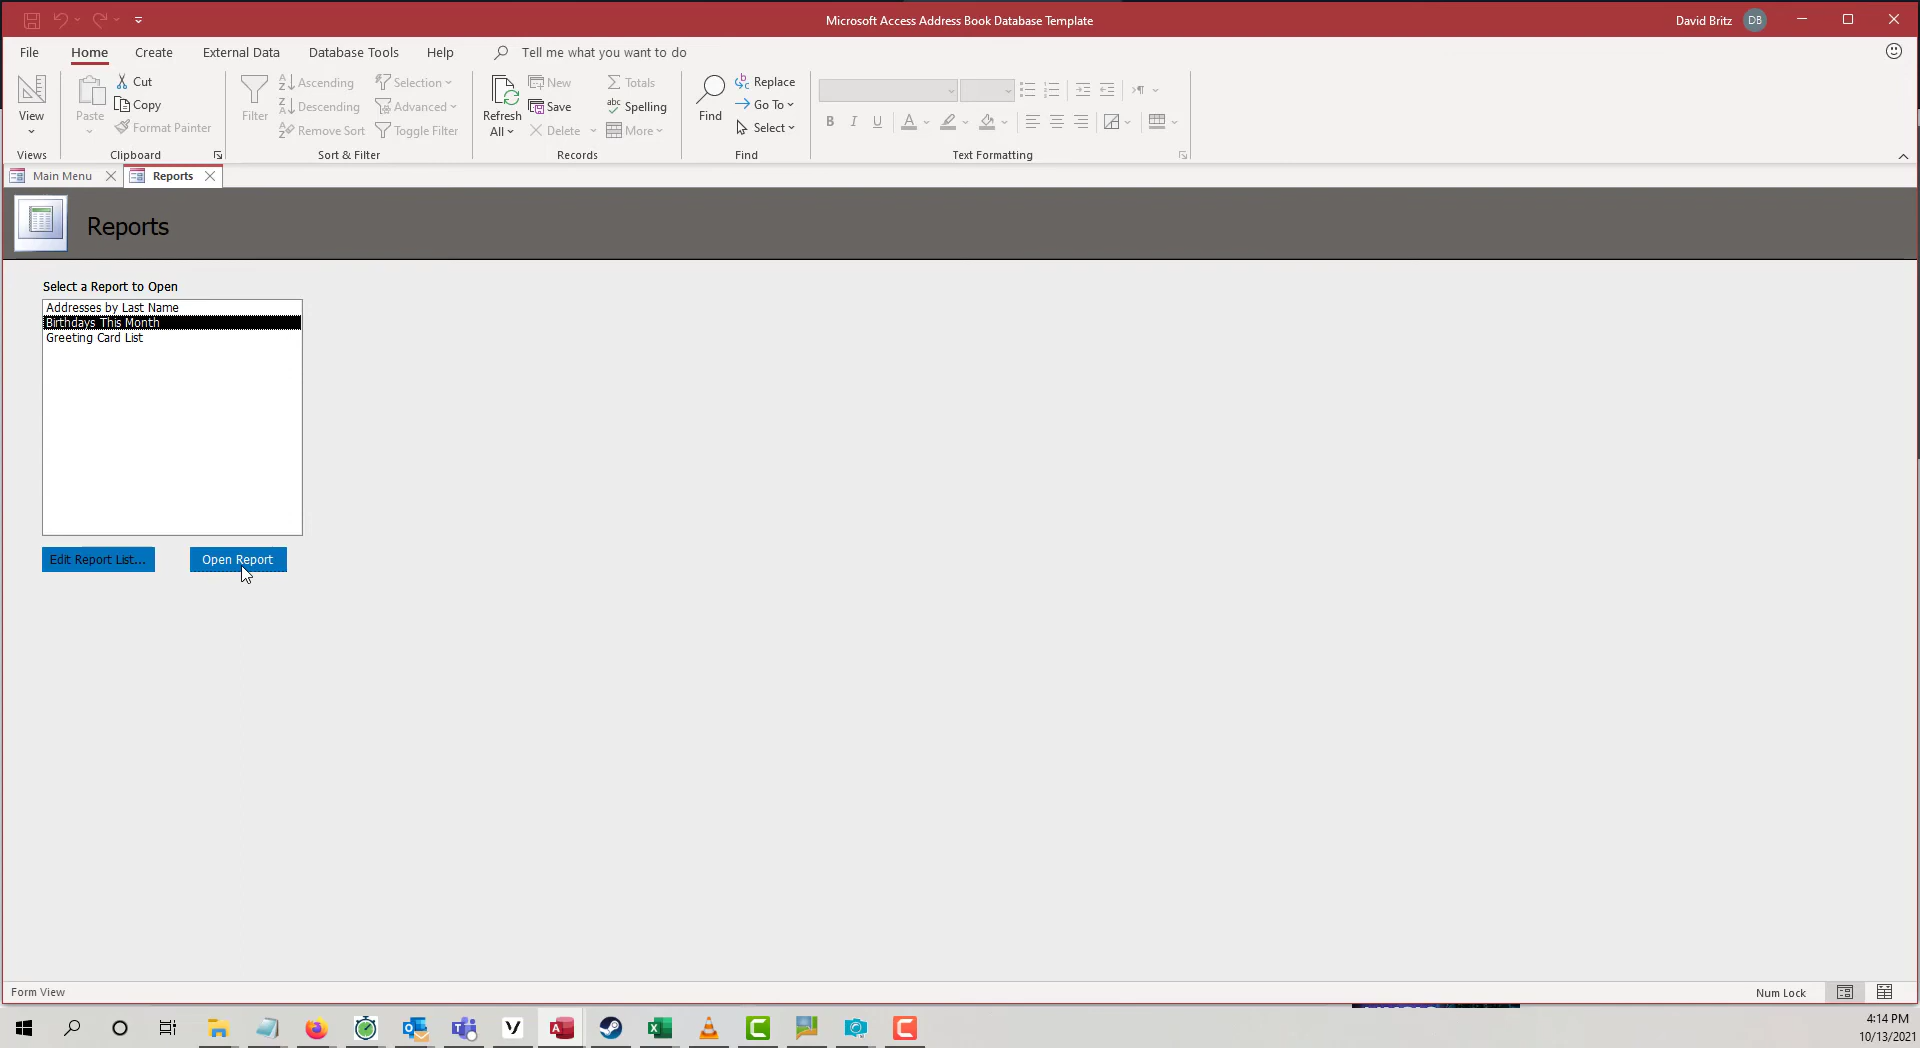 Microsoft Access Address Book Database Template
David Britz DB
File Home Create External Data Database Tools Help Tell me what you want to do
View
Views
Paste
Cut
Copy
Format Painter
Clipboard
Filter
Ascending
Descending
Remove Sort
Selection
Advanced
Toggle Filter
Sort & Filter
Refresh
All
New
Save
Delete
Totals
Spelling
More
Records
Find
Replace
Go To
Select
Find
B I U A
Text Formatting
Main Menu Reports
Reports
Select a Report to Open
Addresses by Last Name
Birthdays This Month
Greeting Card List
Edit Report List... Open Report
Form View Num Lock
4:14 PM
10/13/2021